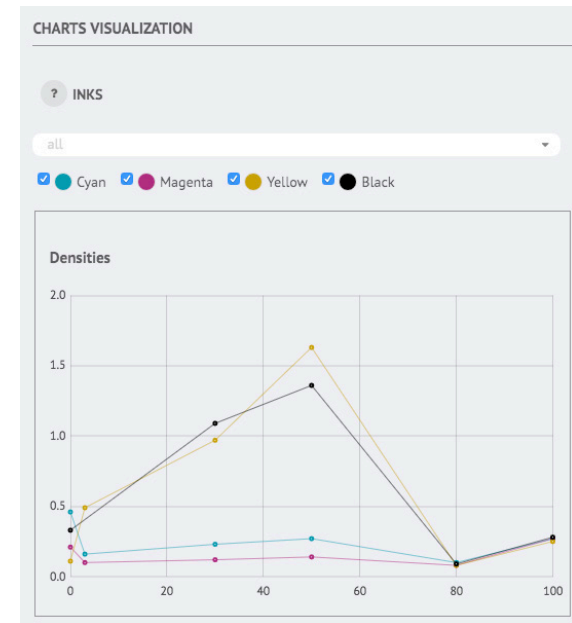 CHARTS VISUALIZATION
? INKS
all
Cyan Magenta Yellow Black
Densities
2.0
1.5
1.0
0.5
0.0
0 20 40 60 80 100